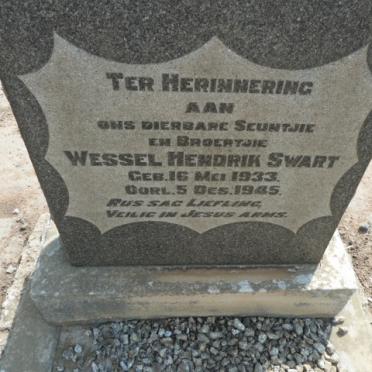 Ter Herinnering
aan
ons dierbare Seuntjie
en Broertjie
Wessel Hendrik Swart
Geb. 16 Mei 1933.
Oorl. 5 Des. 1945.
Rus sag Liefling,
Veilig in Jesus arms.